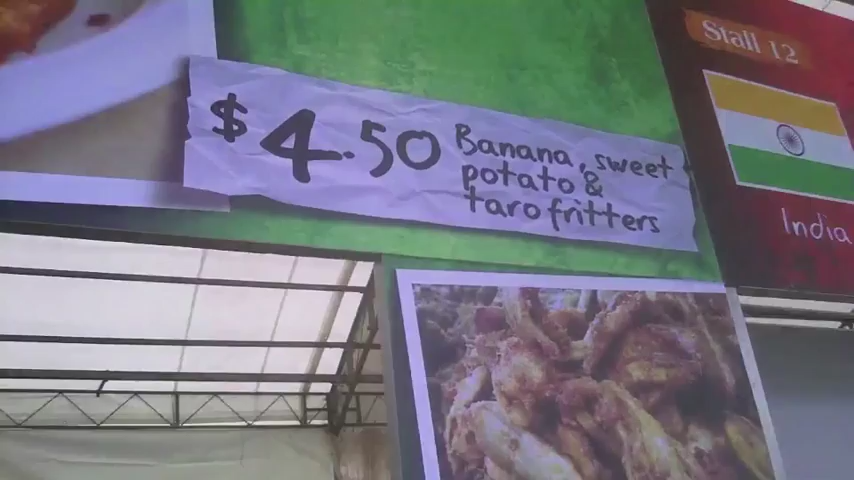 $4.50
Banana, sweet
potato &
taro fritters
Stall 12
India